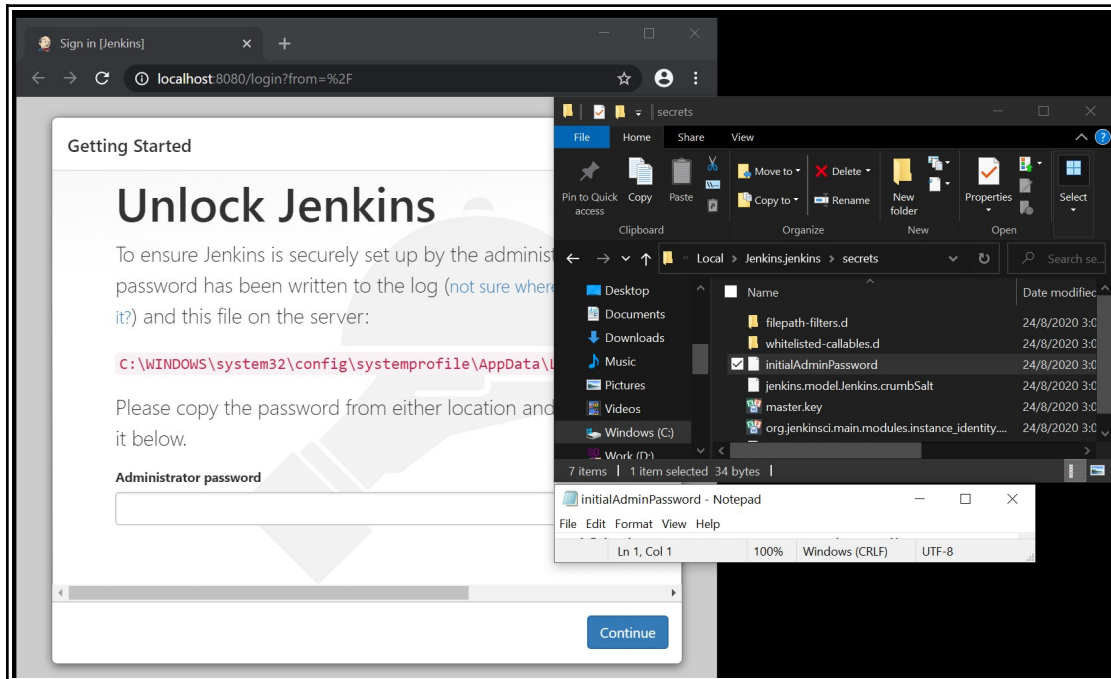 Sign in [Jenkins]
localhost:8080/login?from=%2F
Getting Started
Unlock Jenkins
To ensure Jenkins is securely set up by the administ
password has been written to the log (not sure where
it?) and this file on the server:
C:\WINDOWS\system32\config\systemprofile\AppData\L
Please copy the password from either location and
it below.
Administrator password
Continue
secrets
File Home Share View
Pin to Quick access
Copy
Paste
Move to
Copy to
Delete
Rename
New folder
Properties
Select
Clipboard Organize New Open
Local > Jenkins.jenkins > secrets
Search se...
Desktop
Documents
Downloads
Music
Pictures
Videos
Windows (C:)
Work (D:)
Name Date modified
filepath-filters.d 24/8/2020 3:0
whitelisted-callables.d 24/8/2020 3:0
initialAdminPassword 24/8/2020 3:0
jenkins.model.Jenkins.crumbSalt 24/8/2020 3:0
master.key 24/8/2020 3:0
org.jenkinsci.main.modules.instance_identity.... 24/8/2020 3:0
7 items 1 item selected 34 bytes
initialAdminPassword - Notepad
File Edit Format View Help
Ln 1, Col 1 100% Windows (CRLF) UTF-8